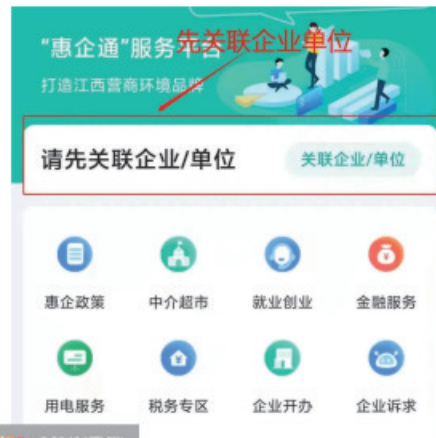 “惠企通”服务平台
先关联企业单位
打造江西营商环境品牌
请先关联企业/单位
关联企业/单位
惠企政策 中介超市 就业创业 金融服务
用电服务 税务专区 企业开办 企业诉求